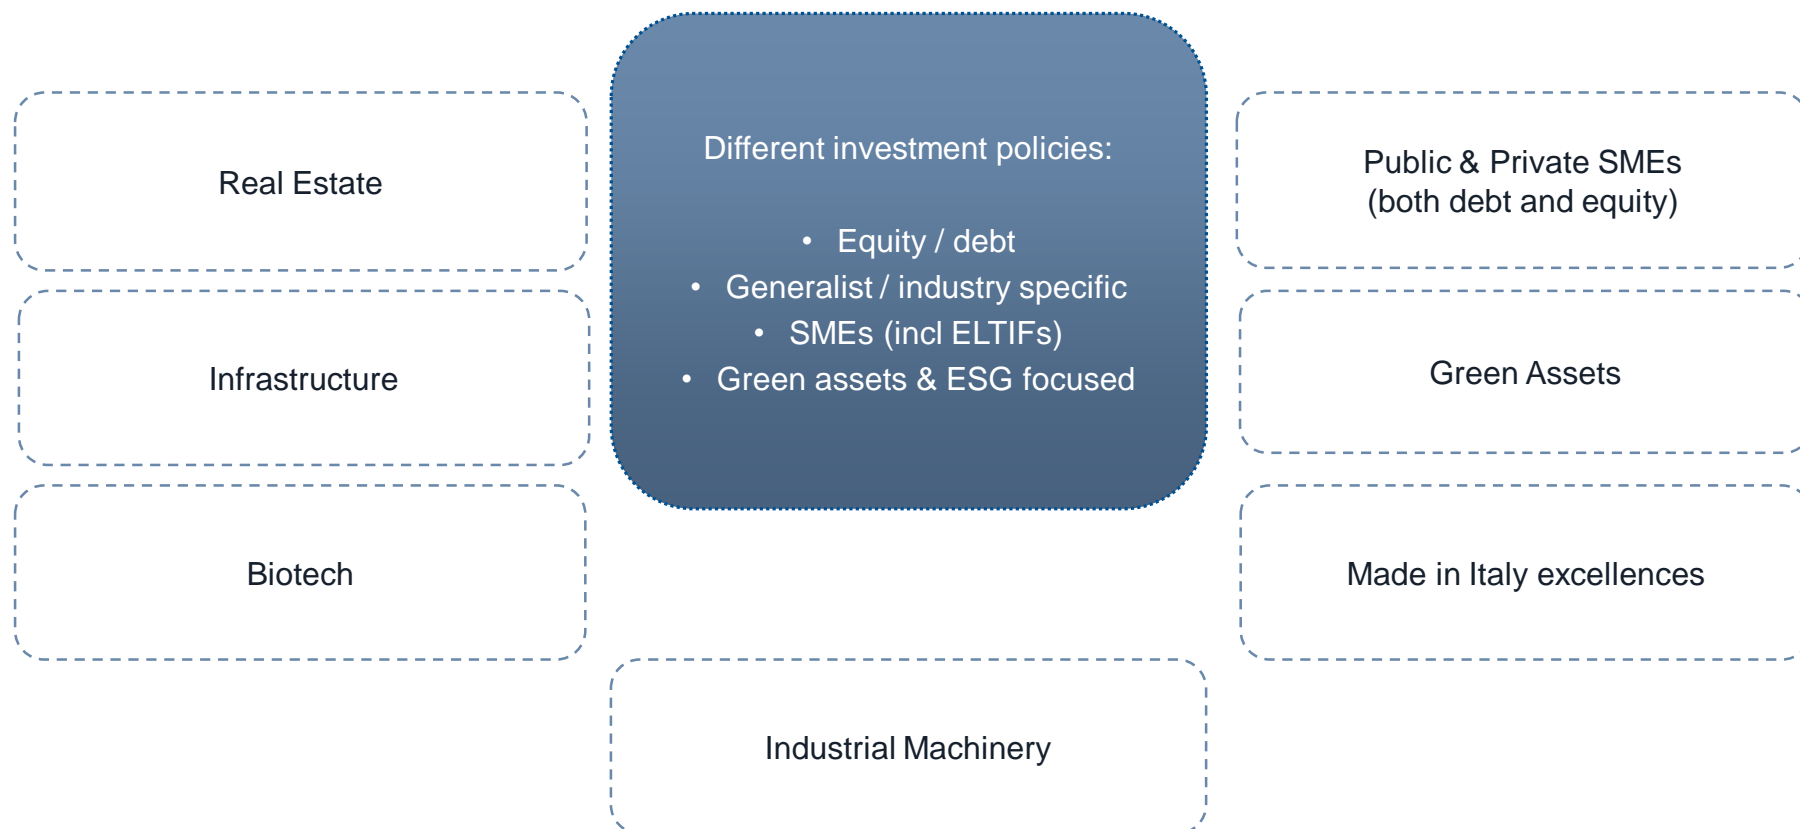 Real Estate
Infrastructure
Biotech
Different investment policies:
• Equity / debt
• Generalist / industry specific
• SMEs (incl ELTIFs)
• Green assets & ESG focused
Industrial Machinery
Public & Private SMEs
(both debt and equity)
Green Assets
Made in Italy excellences